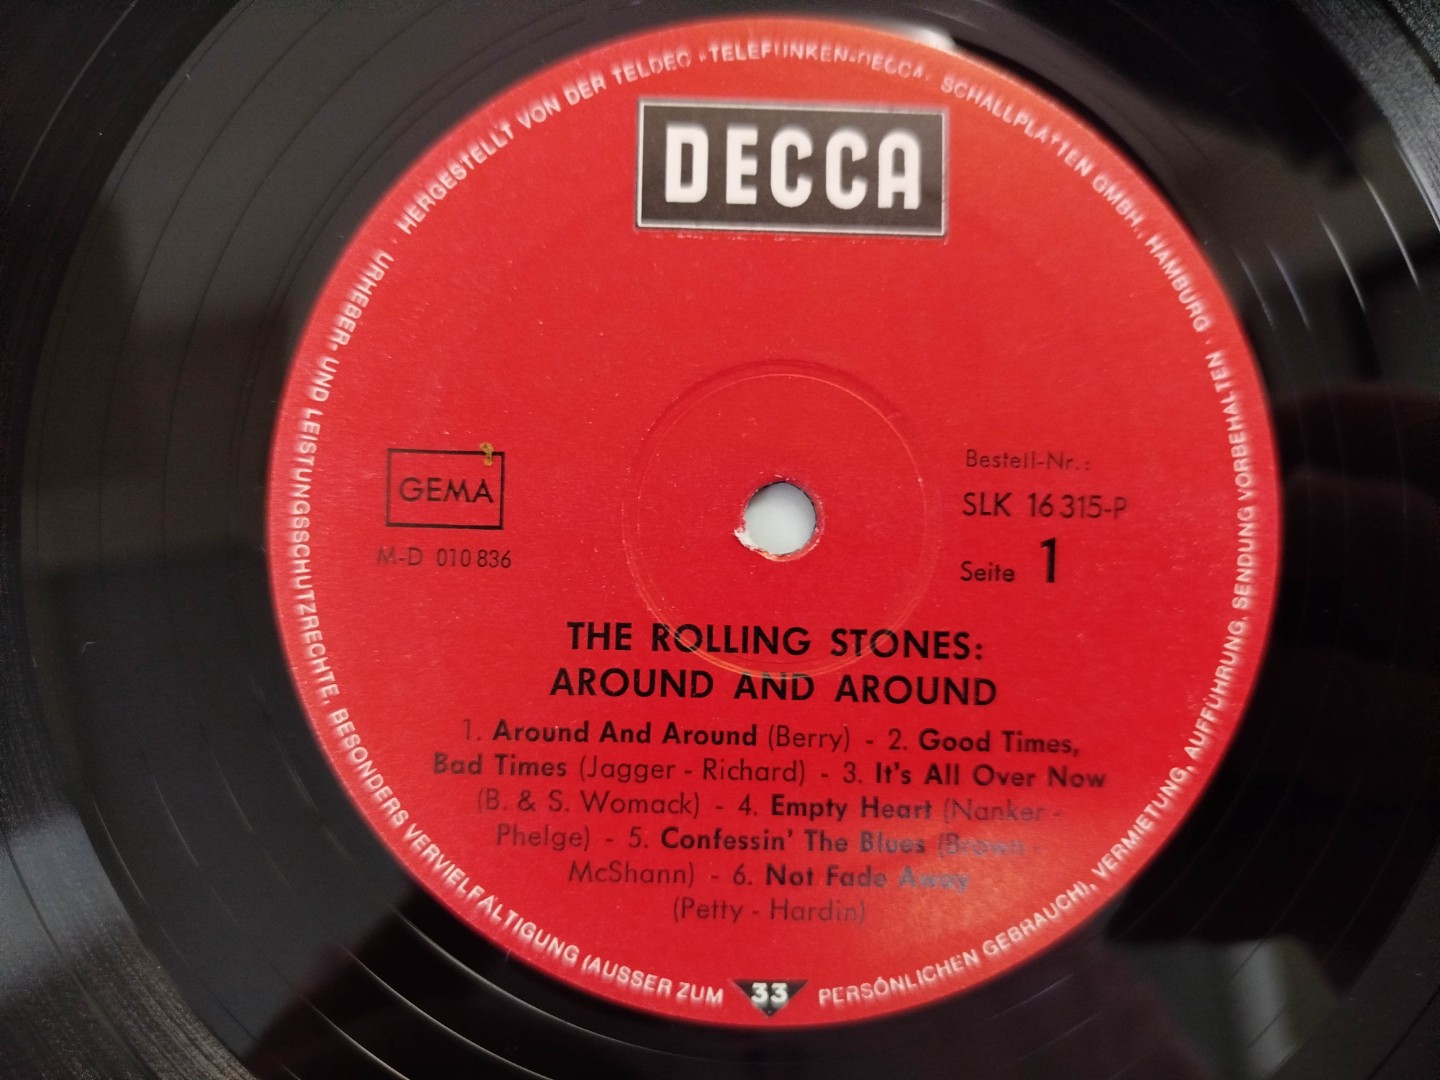 URHEBER- UND LEISTUNGSSCHUTZRECHTE, BESONDERS VERVIELFÄLTIGUNG (AUSSER ZUM PERSÖNLICHEN GEBRAUCH), VERMIETUNG, AUFFÜHRUNG, SENDUNG VORBEHALTEN · HERGESTELLT VON DER TELDEC »TELEFUNKEN-DECCA« SCHALLPLATTEN GMBH., HAMBURG ·
DECCA
GEMA
M-D 010 836
Bestell-Nr.:
SLK 16 315-P
Seite 1
THE ROLLING STONES:
AROUND AND AROUND
1. Around And Around (Berry) - 2. Good Times,
Bad Times (Jagger - Richard) - 3. It's All Over Now
(B. & S. Womack) - 4. Empty Heart (Nanker -
Phelge) - 5. Confessin' The Blues (Brown -
McShann) - 6. Not Fade Away
(Petty - Hardin)
33